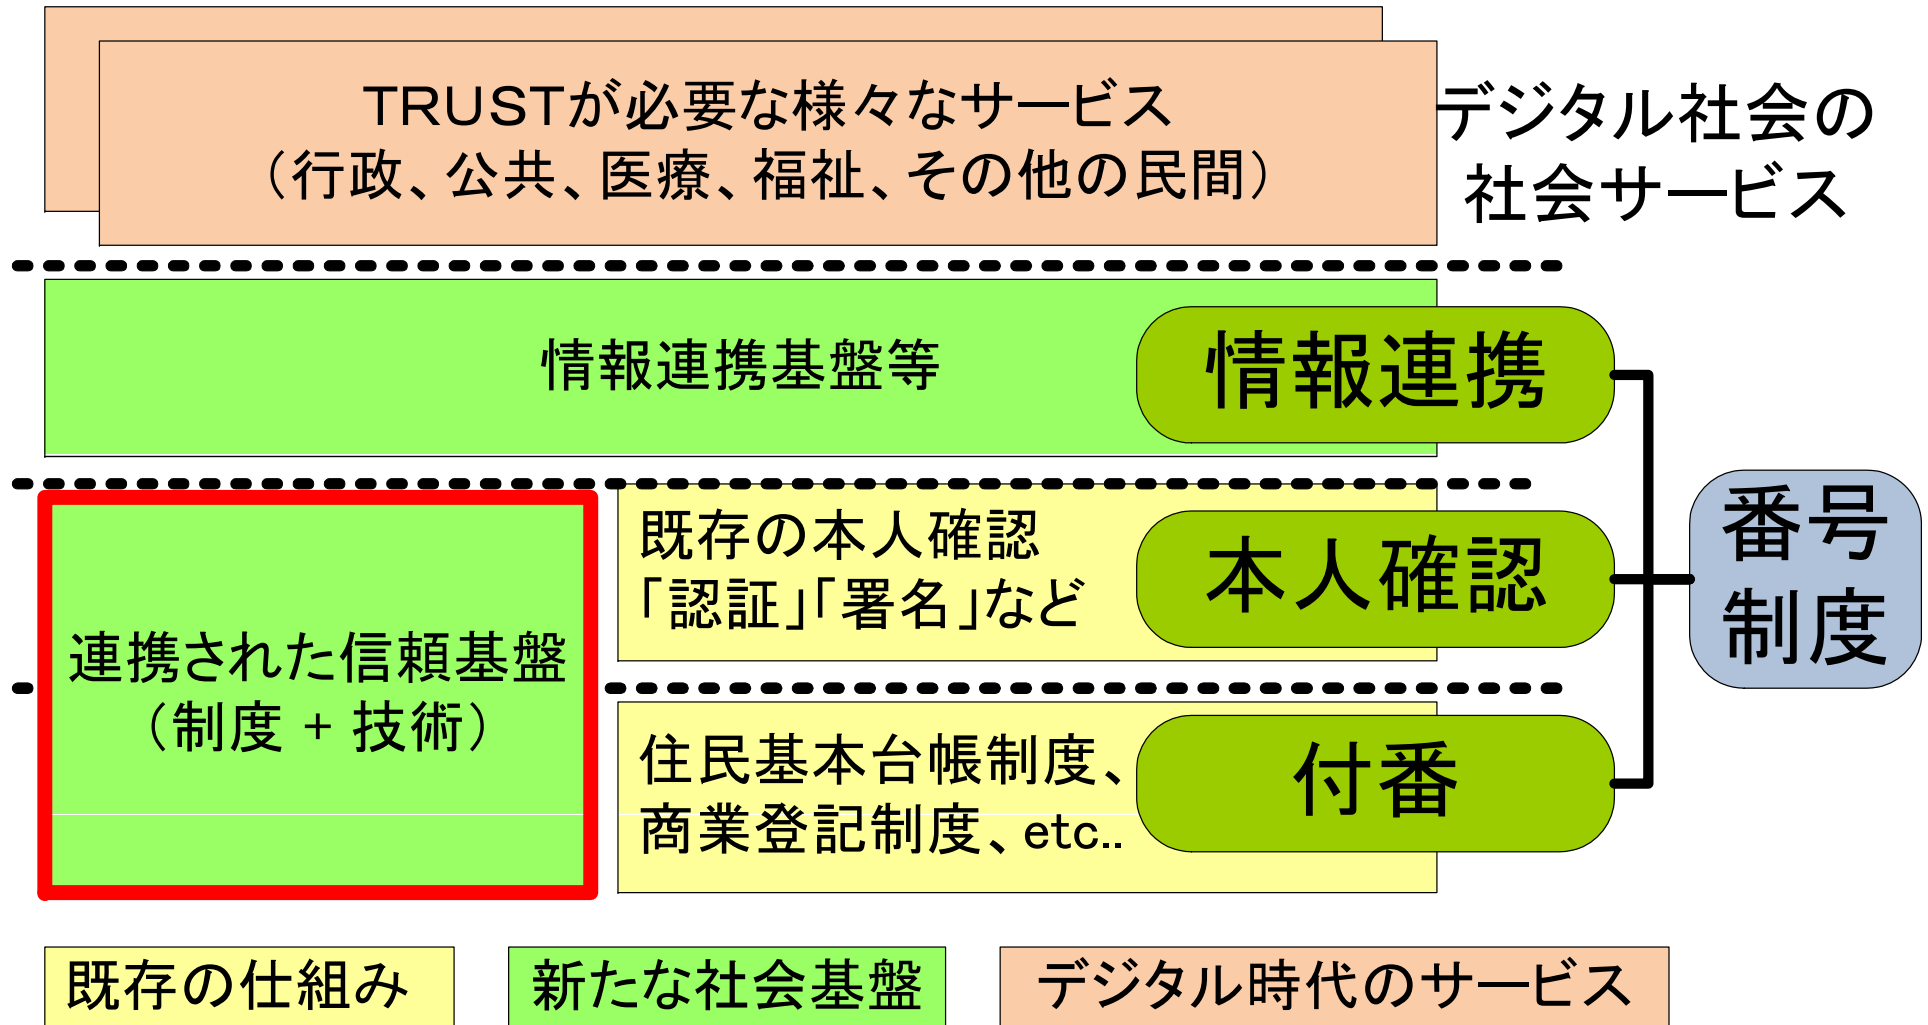 TRUSTが必要な様々なサービス
（行政、公共、医療、福祉、その他の民間）
デジタル社会の
社会サービス
情報連携基盤等
情報連携
連携された信頼基盤
（制度 + 技術）
既存の本人確認
「認証」「署名」など
本人確認
住民基本台帳制度、
商業登記制度、etc..
付番
番号
制度
既存の仕組み
新たな社会基盤
デジタル時代のサービス